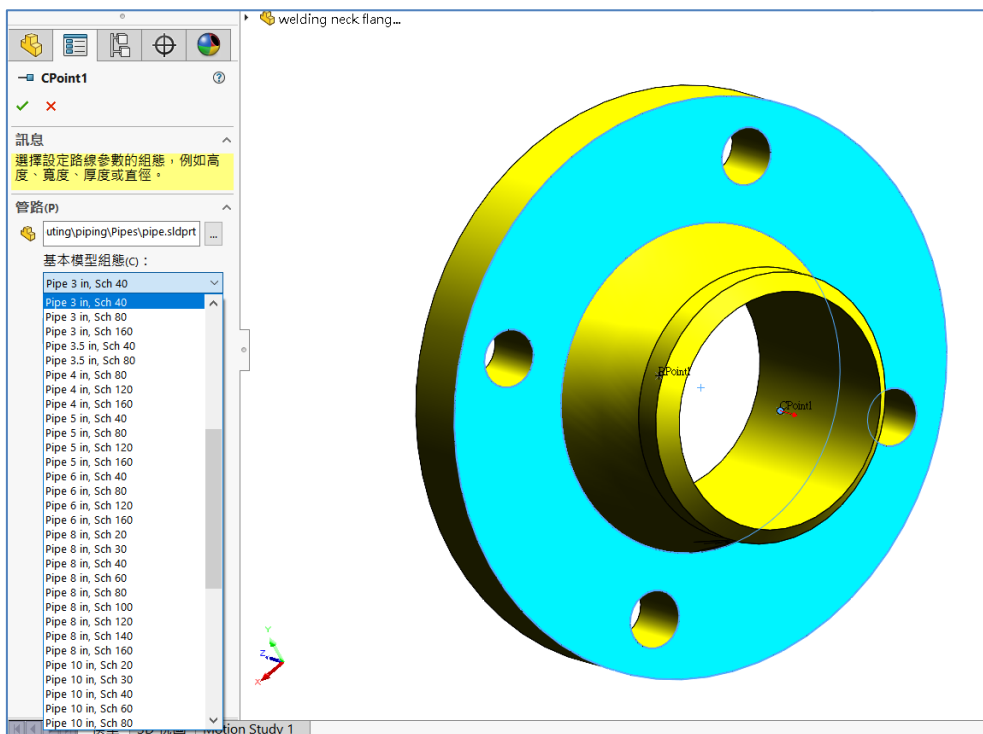 welding neck flang...
CPoint1
訊息
選擇設定路線參數的組態，例如高
度、寬度、厚度或直徑。
管路(P)
uting\piping\Pipes\pipe.sldprt
...
基本模型組態(C)：
Pipe 3 in, Sch 40
Pipe 3 in, Sch 40
Pipe 3 in, Sch 80
Pipe 3 in, Sch 160
Pipe 3.5 in, Sch 40
Pipe 3.5 in, Sch 80
Pipe 4 in, Sch 80
Pipe 4 in, Sch 120
Pipe 4 in, Sch 160
Pipe 5 in, Sch 40
Pipe 5 in, Sch 80
Pipe 5 in, Sch 120
Pipe 5 in, Sch 160
Pipe 6 in, Sch 40
Pipe 6 in, Sch 80
Pipe 6 in, Sch 120
Pipe 6 in, Sch 160
Pipe 8 in, Sch 20
Pipe 8 in, Sch 30
Pipe 8 in, Sch 40
Pipe 8 in, Sch 60
Pipe 8 in, Sch 80
Pipe 8 in, Sch 100
Pipe 8 in, Sch 120
Pipe 8 in, Sch 140
Pipe 8 in, Sch 160
Pipe 10 in, Sch 20
Pipe 10 in, Sch 30
Pipe 10 in, Sch 40
Pipe 10 in, Sch 60
Pipe 10 in, Sch 80
RPoint1
CPoint1
Y
Z
X
Motion Study 1